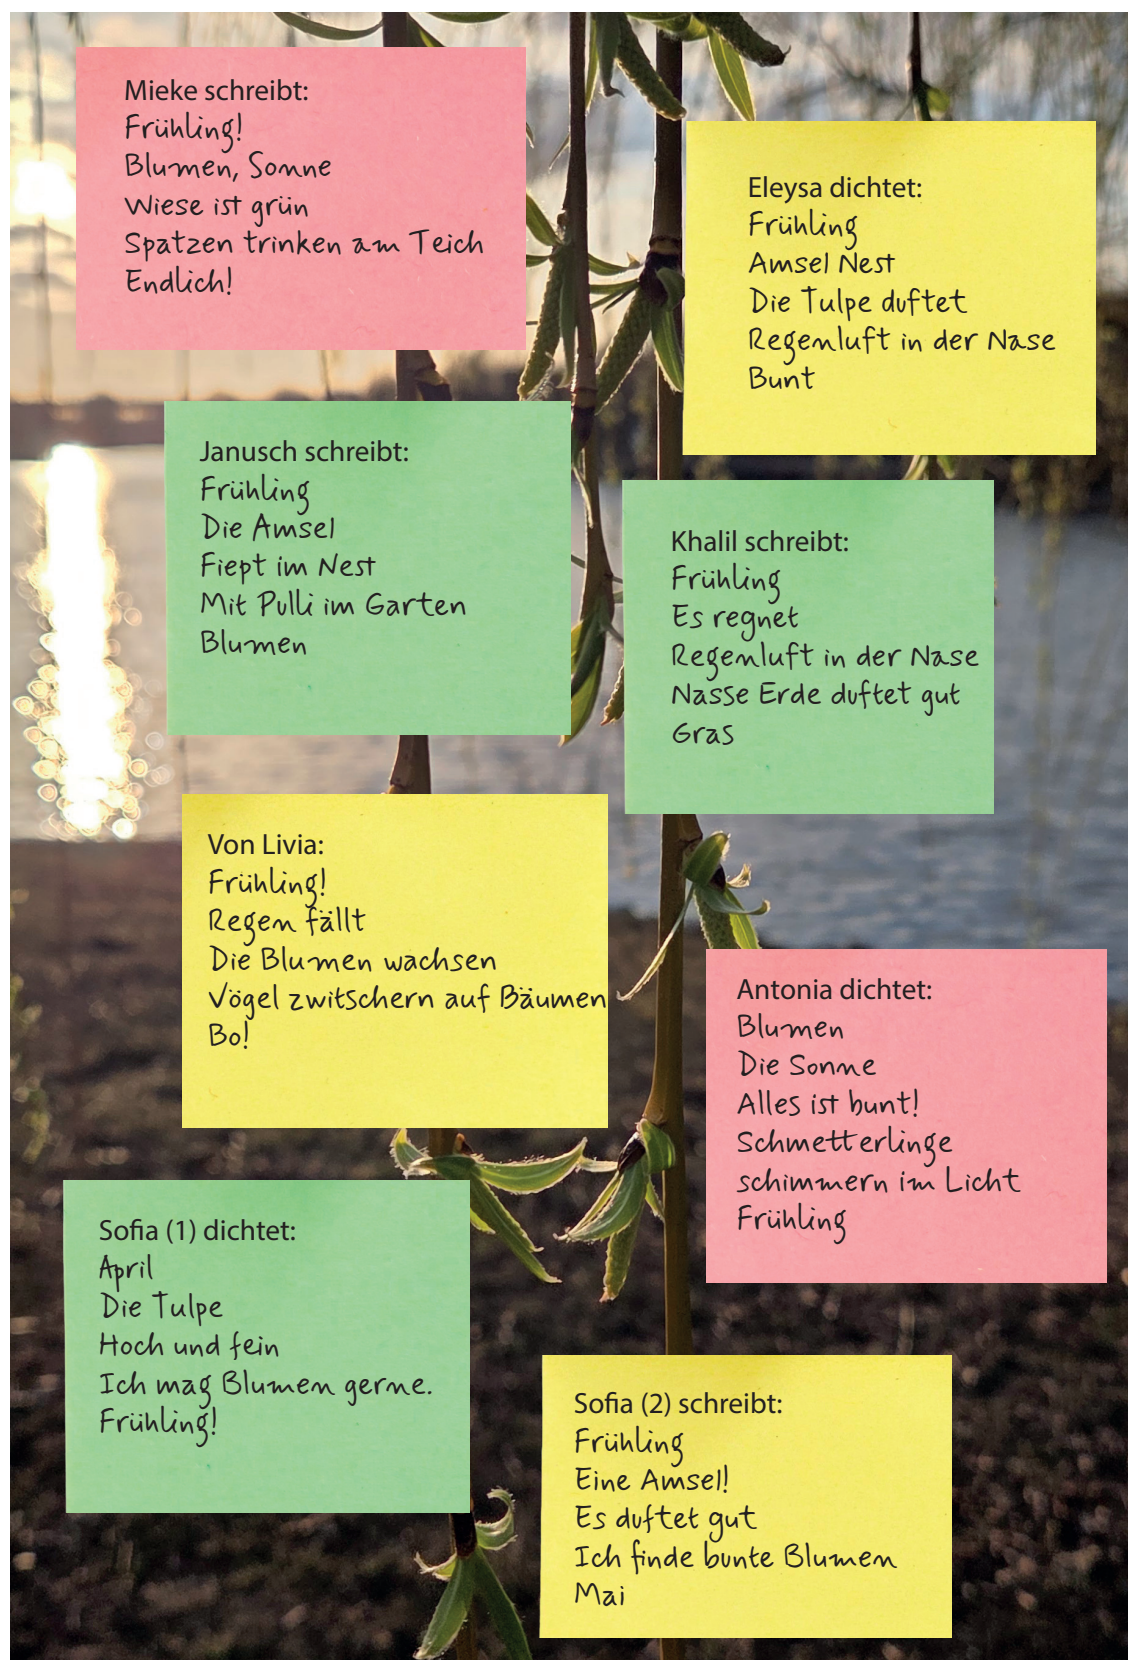 Mieke schreibt:
Frühling!
Blumen, Sonne
Wiese ist grün
Spatzen trinken am Teich
Endlich!
Eleysa dichtet:
Frühling
Amsel Nest
Die Tulpe duftet
Regenluft in der Nase
Bunt
Janusch schreibt:
Frühling
Die Amsel
Fiept im Nest
Mit Pulli im Garten
Blumen
Khalil schreibt:
Frühling
Es regnet
Regenluft in der Nase
Nasse Erde duftet gut
Gras
Von Livia:
Frühling!
Regen fällt
Die Blumen wachsen
Vögel zwitschern auf Bäumen
Bo!
Antonia dichtet:
Blumen
Die Sonne
Alles ist bunt!
Schmetterlinge
schimmern im Licht
Frühling
Sofia (1) dichtet:
April
Die Tulpe
Hoch und fein
Ich mag Blumen gerne.
Frühling!
Sofia (2) schreibt:
Frühling
Eine Amsel!
Es duftet gut
Ich finde bunte Blumen
Mai